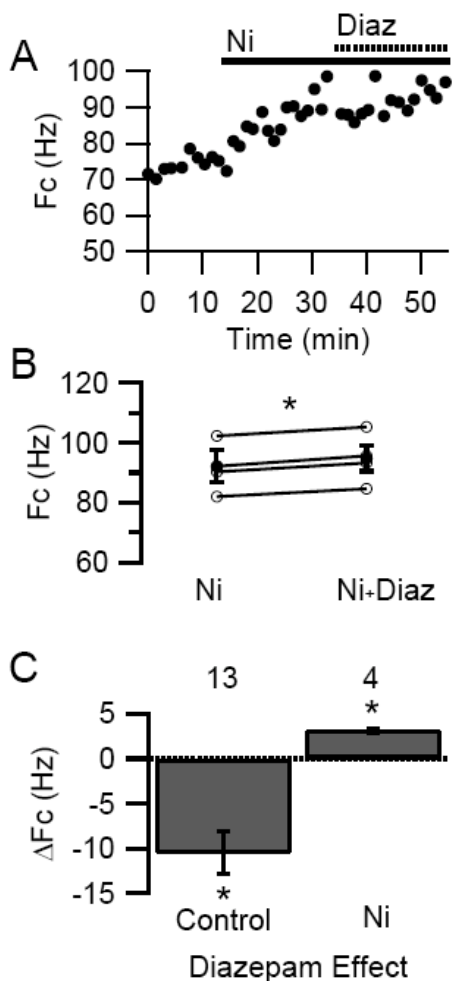 A
Ni
Diaz
Fc (Hz)
100
90
80
70
60
50
0 10 20 30 40 50
Time (min)
B
*
Fc (Hz)
120
100
80
60
Ni Ni+Diaz
C
13 4
*
ΔFc (Hz)
5
0
-5
-10
-15
*
Control Ni
Diazepam Effect